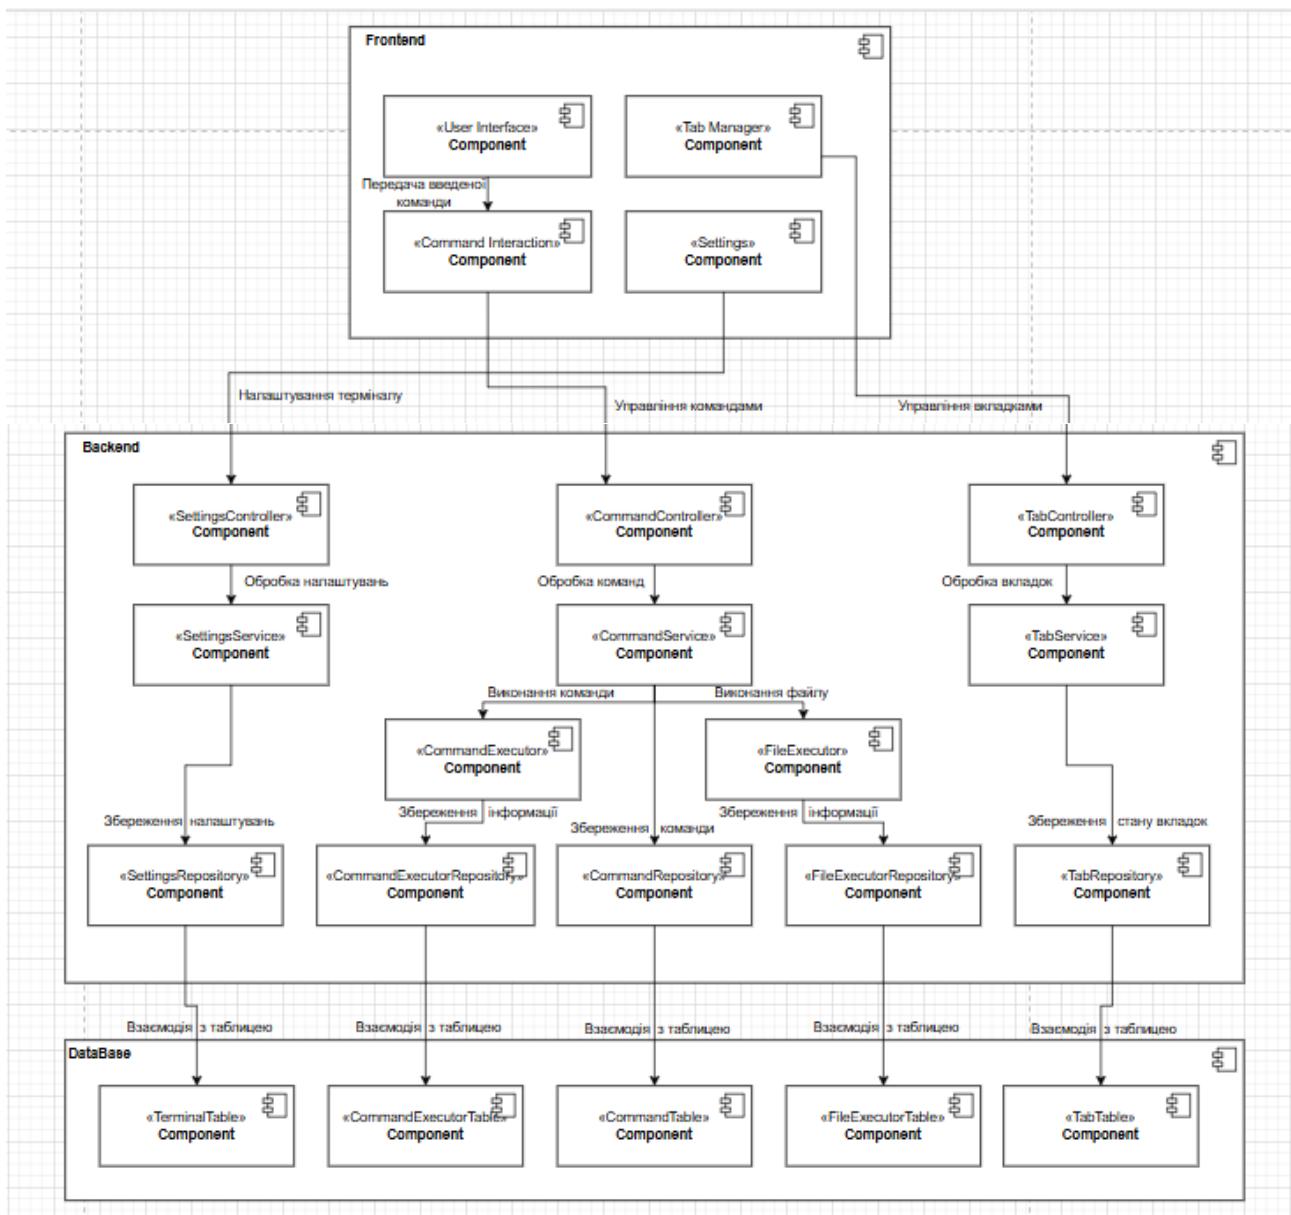 Frontend
«User Interface»
Component
«Tab Manager»
Component
Передача введеної
команди
«Command Interaction»
Component
«Settings»
Component
Налаштування терміналу
Управління командами
Управління вкладками
Backend
«SettingsController»
Component
«CommandController»
Component
«TabController»
Component
Обробка налаштувань
Обробка команд
Обробка вкладок
«SettingsService»
Component
«CommandService»
Component
«TabService»
Component
Виконання команди
Виконання файлу
«CommandExecutor»
Component
«FileExecutor»
Component
Збереження налаштувань
Збереження інформації
Збереження команди
Збереження інформації
Збереження стану вкладок
«SettingsRepository»
Component
«CommandExecutorRepository»
Component
«CommandRepository»
Component
«FileExecutorRepository»
Component
«TabRepository»
Component
Взаємодія з таблицею
Взаємодія з таблицею
Взаємодія з таблицею
Взаємодія з таблицею
Взаємодія з таблицею
DataBase
«TerminalTable»
Component
«CommandExecutorTable»
Component
«CommandTable»
Component
«FileExecutorTable»
Component
«TabTable»
Component